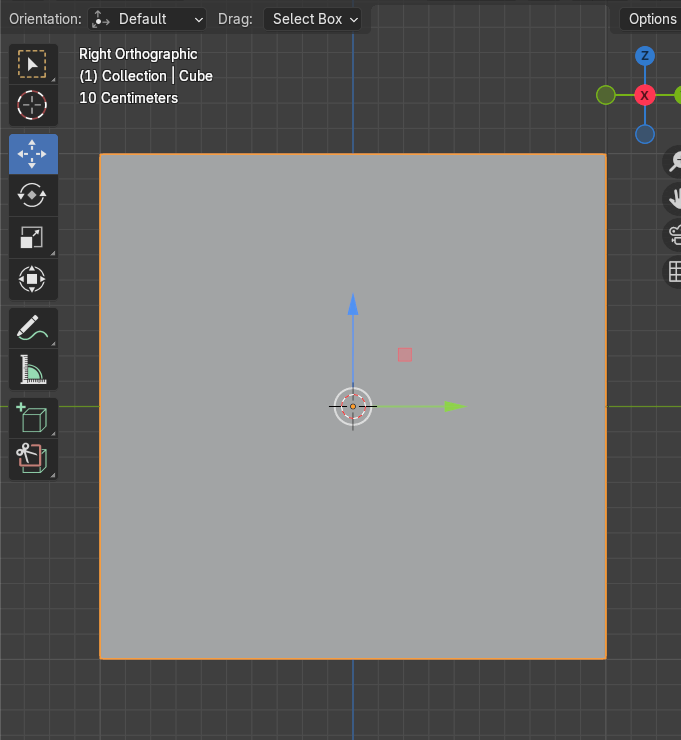 Orientation: Default Drag: Select Box Options
Right Orthographic
(1) Collection | Cube
10 Centimeters
Z
X